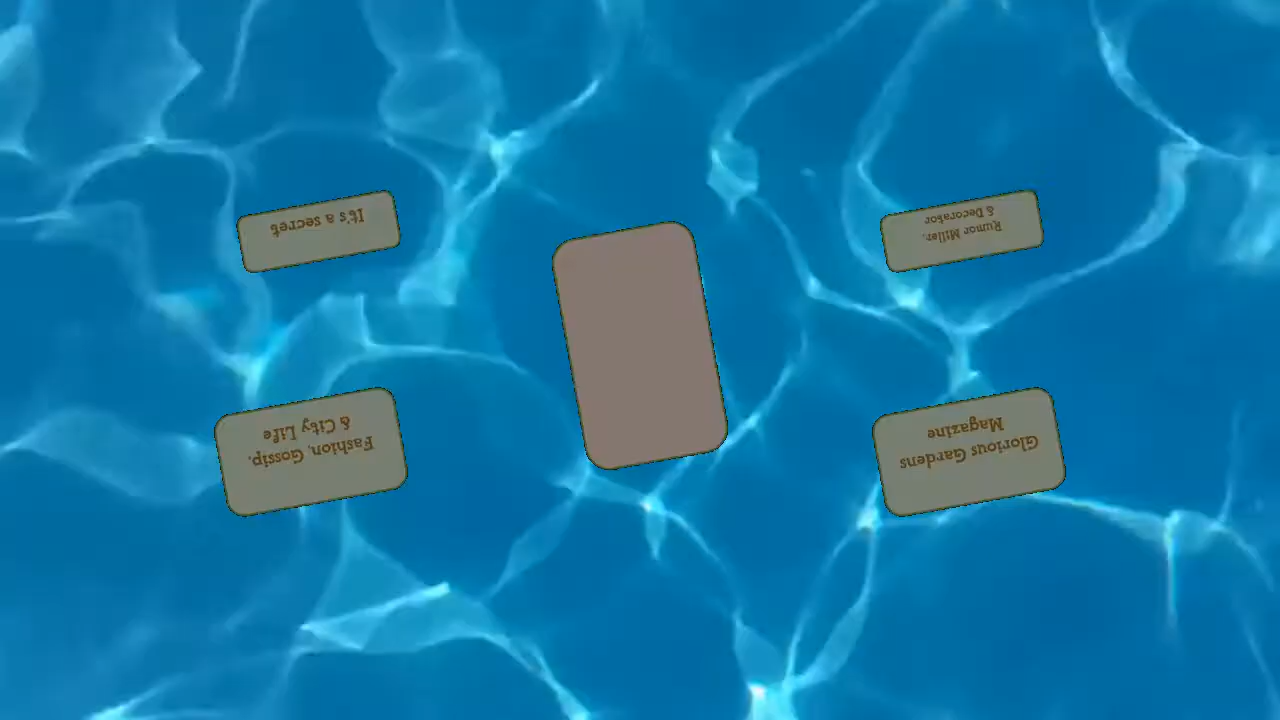 Glorious Gardens
Magazine
Fashion, Gossip,
& City Life
Rumor Miller,
& Decorator
It's a secret